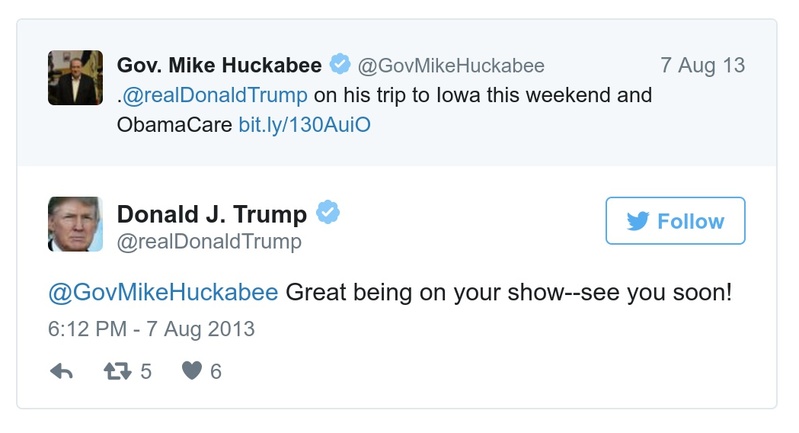 Gov. Mike Huckabee @GovMikeHuckabee 7 Aug 13
.@realDonaldTrump on his trip to Iowa this weekend and
ObamaCare bit.ly/130AuiO
Donald J. Trump
@realDonaldTrump
Follow
@GovMikeHuckabee Great being on your show--see you soon!
6:12 PM - 7 Aug 2013
5 6